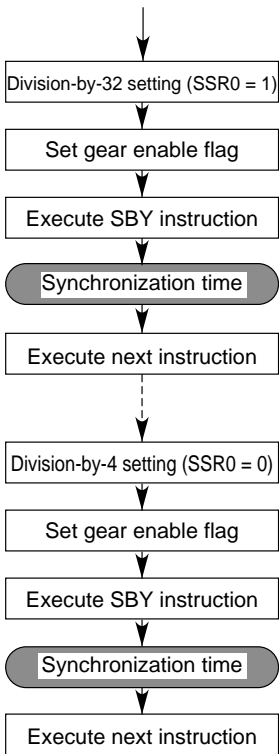 Division-by-32 setting (SSR0 = 1)
Set gear enable flag
Execute SBY instruction
Synchronization time
Execute next instruction
Division-by-4 setting (SSR0 = 0)
Set gear enable flag
Execute SBY instruction
Synchronization time
Execute next instruction